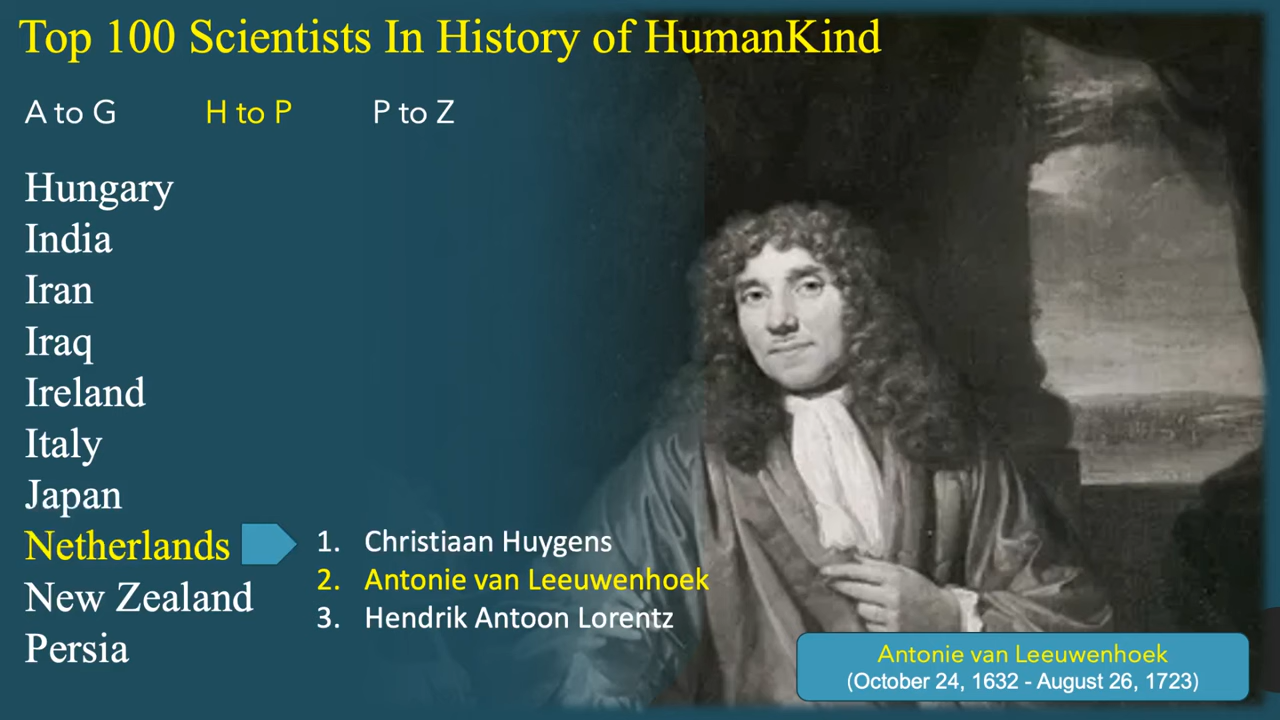 Top 100 Scientists In History of HumanKind
A to G H to P P to Z
Hungary
India
Iran
Iraq
Ireland
Italy
Japan
Netherlands
New Zealand
Persia
1. Christiaan Huygens
2. Antonie van Leeuwenhoek
3. Hendrik Antoon Lorentz
Antonie van Leeuwenhoek
(October 24, 1632 - August 26, 1723)